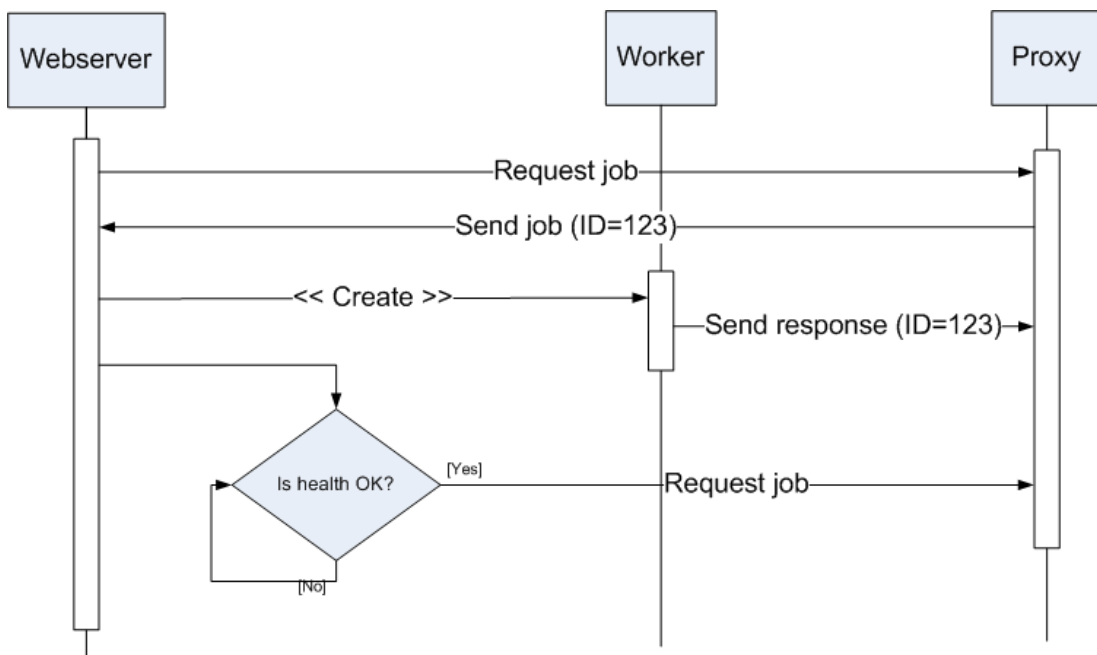 Webserver
Worker
Proxy
Request job
Send job (ID=123)
<< Create >>
Send response (ID=123)
Is health OK?
[Yes]
Request job
[No]